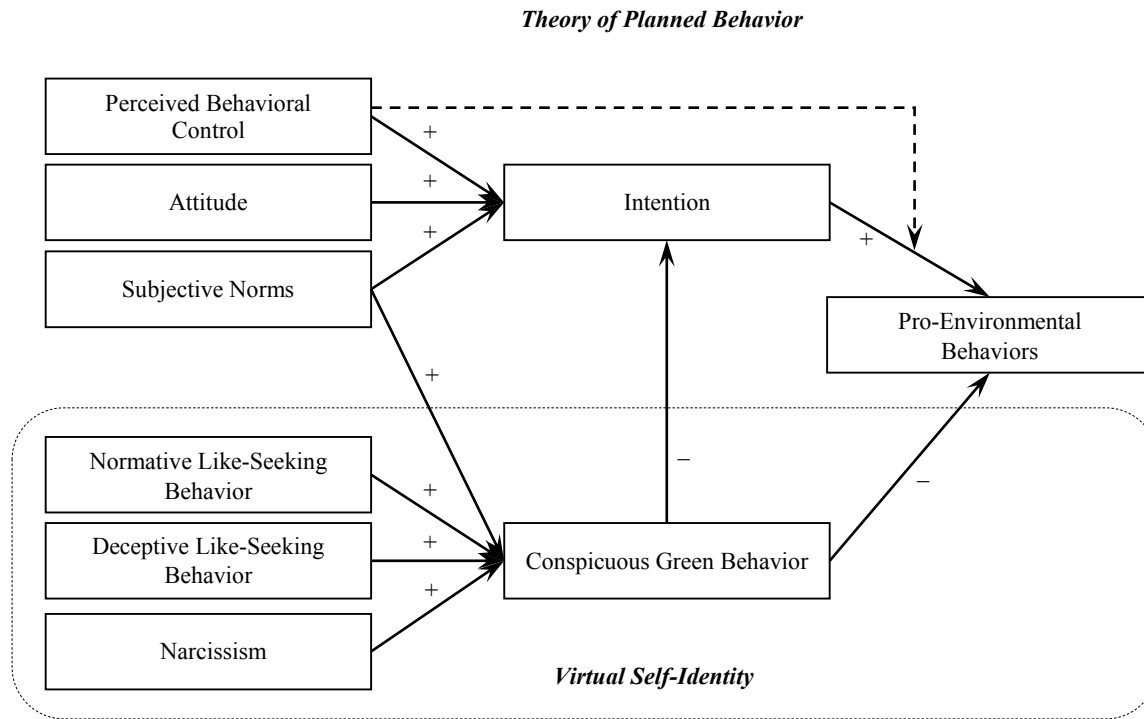 Theory of Planned Behavior
Perceived Behavioral
Control
+
Attitude
+
Intention
+
+
Subjective Norms
Pro-Environmental
Behaviors
+
Normative Like-Seeking
Behavior
+
−
−
Deceptive Like-Seeking
Behavior
+
Conspicuous Green Behavior
+
Narcissism
Virtual Self-Identity